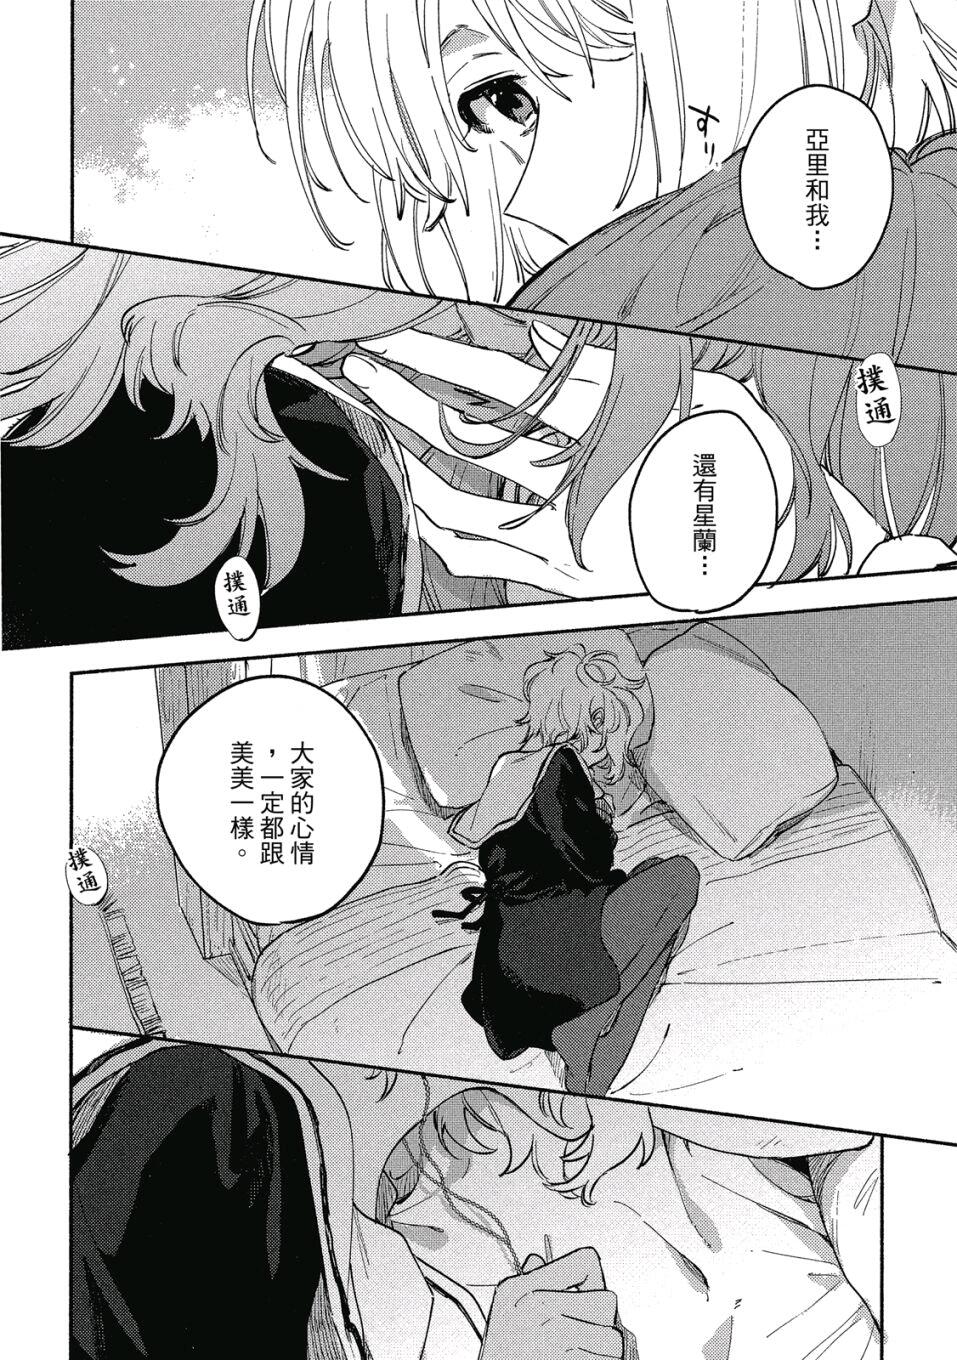 亞里和我…
すり
撲通
還有星蘭…
撲通
大家的心情
，一定都跟
美美一樣。
撲通